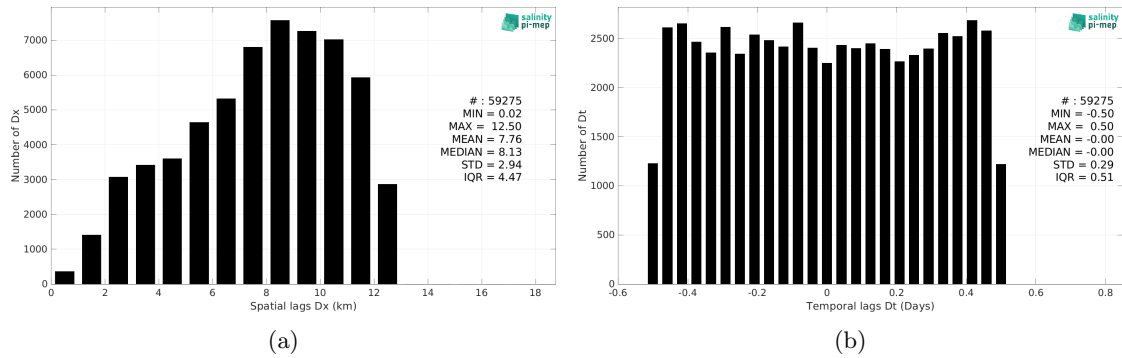 salinity
pi-mep
7000
6000
5000
4000
3000
2000
1000
0
Number of Dx
# : 59275
MIN = 0.02
MAX = 12.50
MEAN = 7.76
MEDIAN = 8.13
STD = 2.94
IQR = 4.47
0 2 4 6 8 10 12 14 16 18
Spatial lags Dx (km)
(a)
salinity
pi-mep
2500
2000
1500
1000
500
0
Number of Dt
# : 59275
MIN = -0.50
MAX = 0.50
MEAN = -0.00
MEDIAN = -0.00
STD = 0.29
IQR = 0.51
-0.6 -0.4 -0.2 0 0.2 0.4 0.6 0.8
Temporal lags Dt (Days)
(b)